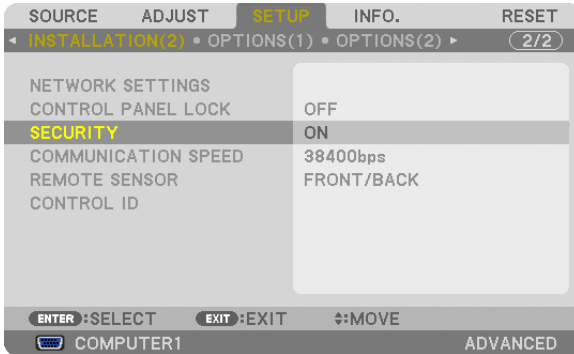 SOURCE ADJUST SETUP INFO. RESET
◂ INSTALLATION(2) • OPTIONS(1) • OPTIONS(2) ▸ 2/2
NETWORK SETTINGS
CONTROL PANEL LOCK OFF
SECURITY ON
COMMUNICATION SPEED 38400bps
REMOTE SENSOR FRONT/BACK
CONTROL ID
ENTER :SELECT EXIT :EXIT ♦:MOVE
COMPUTER1 ADVANCED